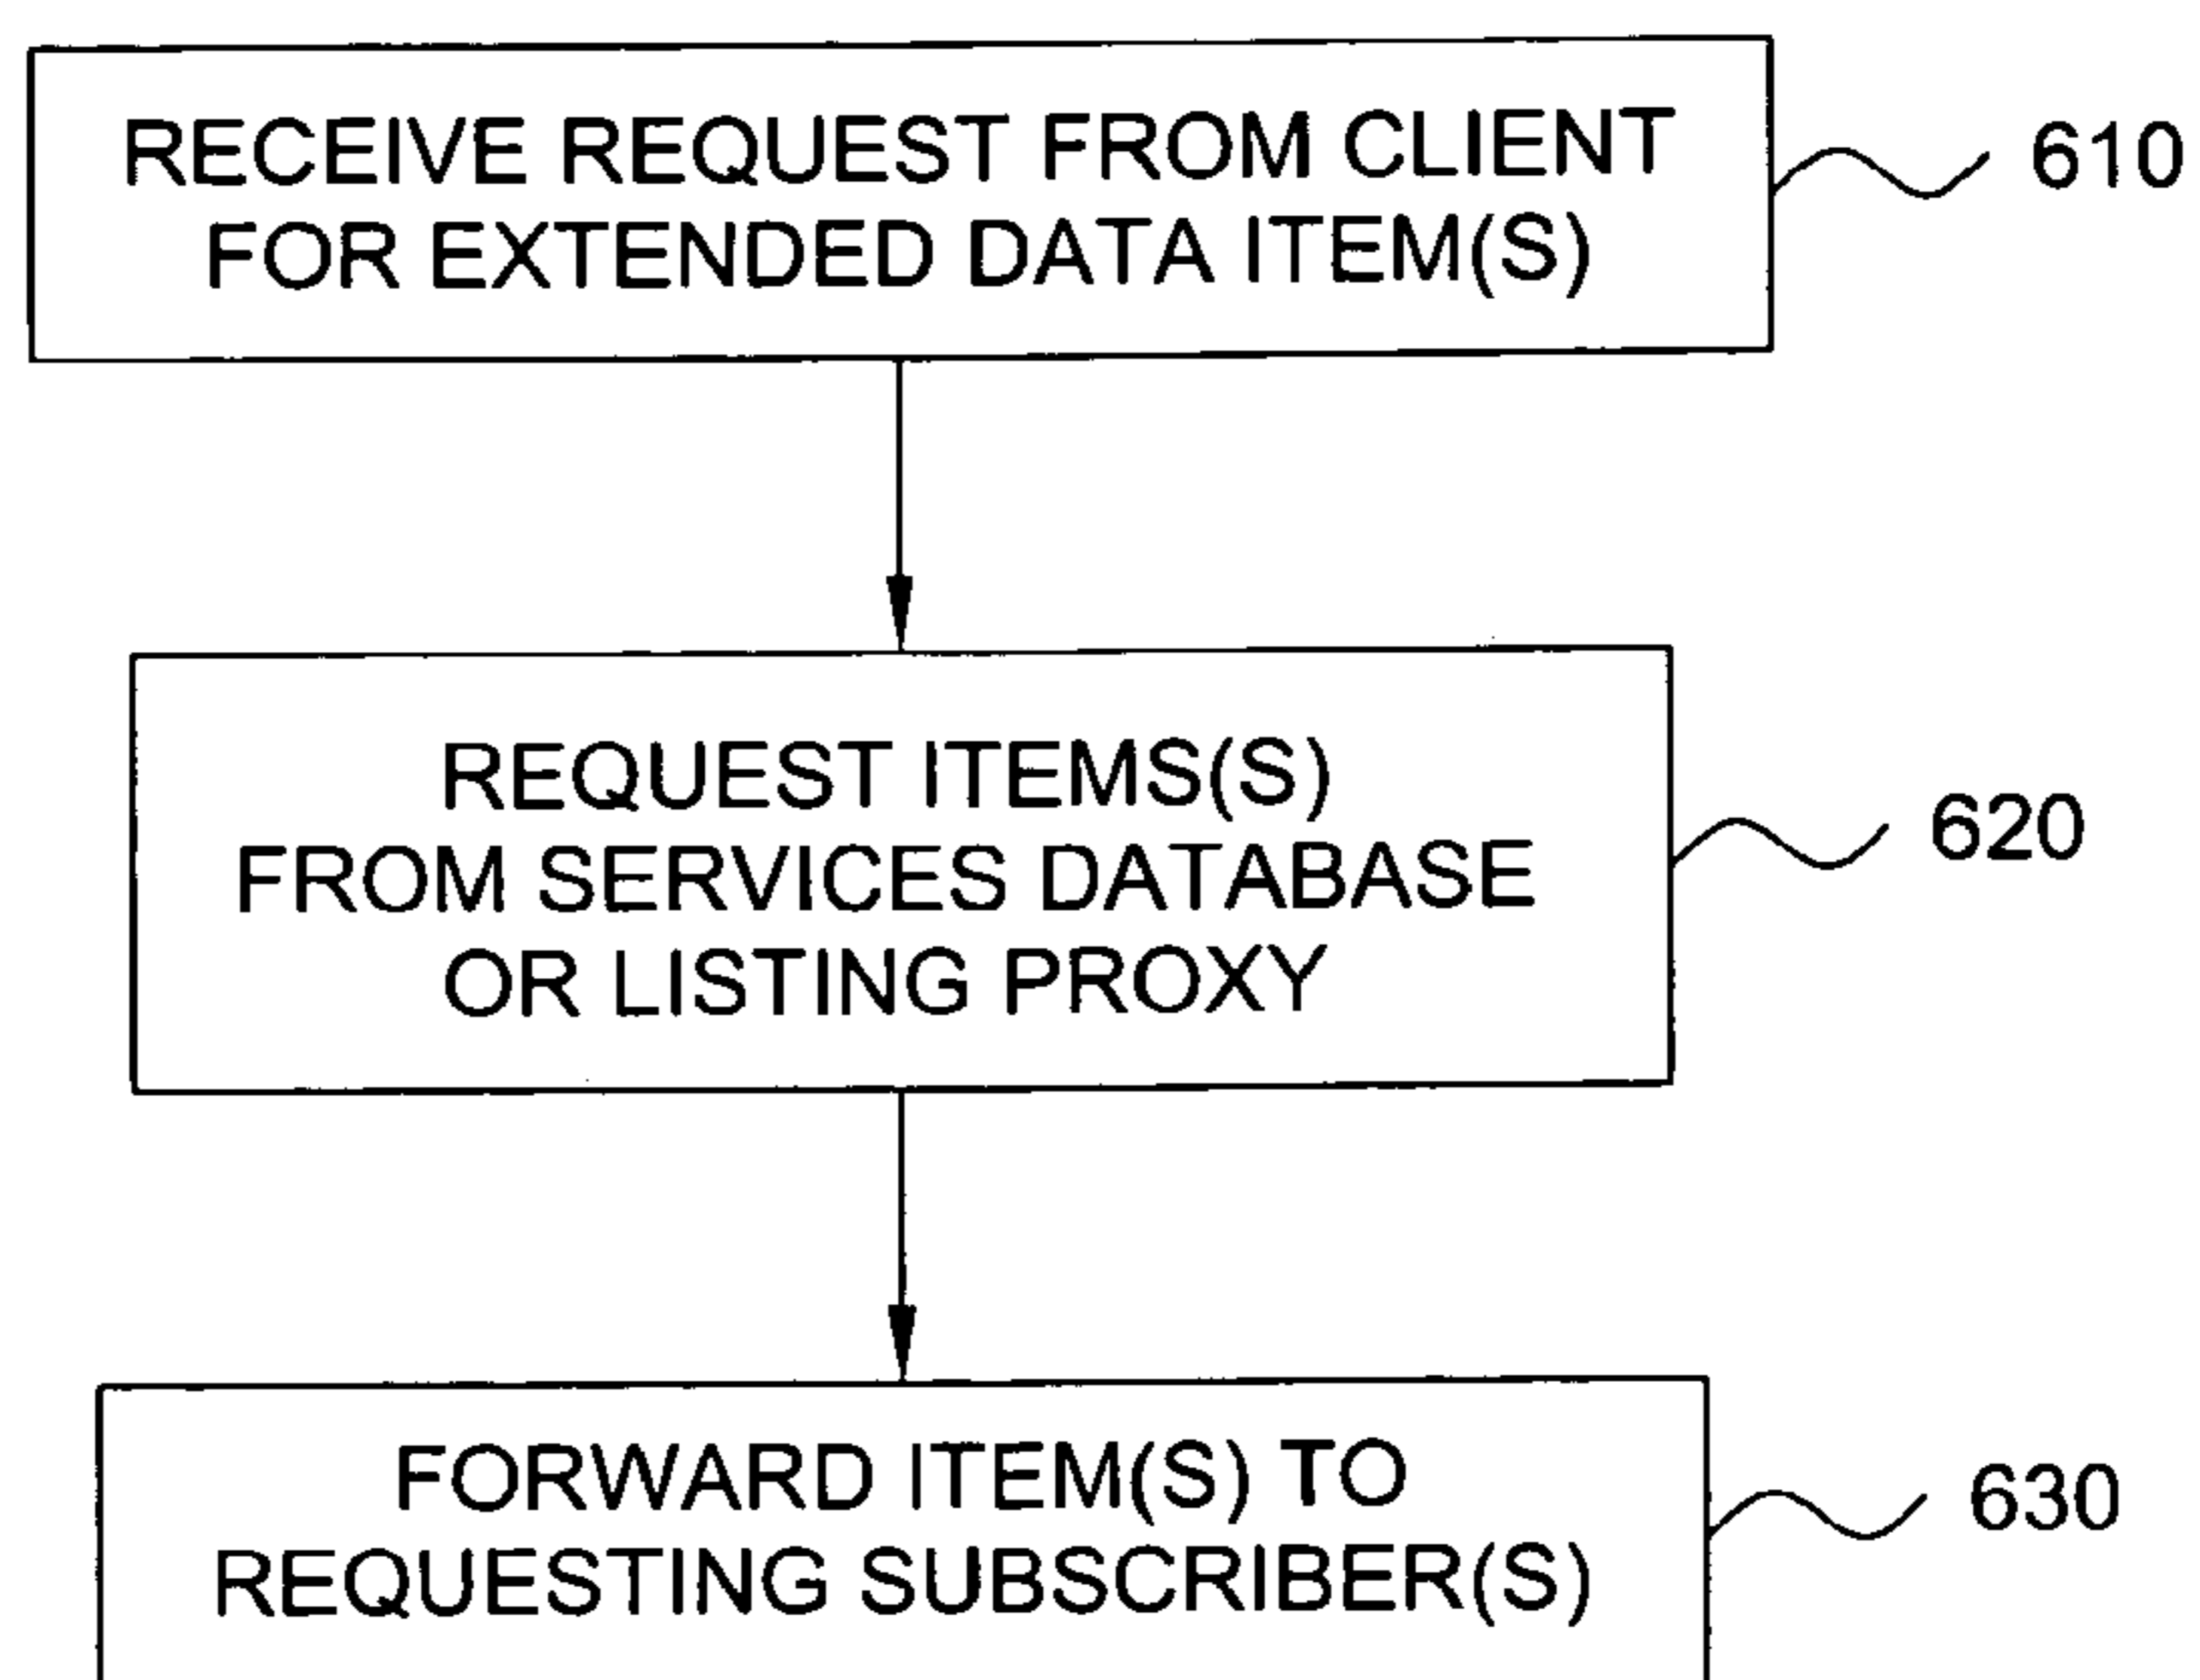 RECEIVE REQUEST FROM CLIENT
FOR EXTENDED DATA ITEM(S)
610
REQUEST ITEMS(S)
FROM SERVICES DATABASE
OR LISTING PROXY
620
FORWARD ITEM(S) TO
REQUESTING SUBSCRIBER(S)
630